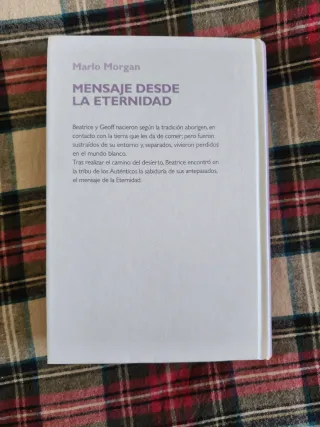 Marlo Morgan
MENSAJE DESDE
LA ETERNIDAD
Beatrice y Geoff nacieron según la tradición aborigen, en
contacto con la tierra que les da de comer; pero fueron
sustraídos de su entorno y, separados, vivieron perdidos
en el mundo blanco.
Tras realizar el camino del desierto, Beatrice encontró en
la tribu de los Auténticos la sabiduría de sus antepasados,
el mensaje de la Eternidad.